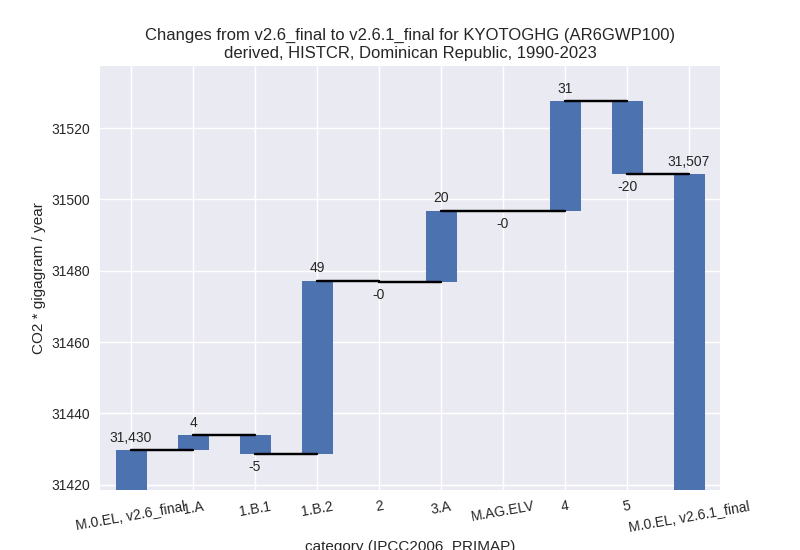 Changes from v2.6_final to v2.6.1_final for KYOTOGHG (AR6GWP100)
derived, HISTCR, Dominican Republic, 1990-2023
CO2 * gigagram / year
31520
31500
31480
31460
31440
31420
31,430
4
-5
49
-0
20
-0
31
-20
31,507
M.0.EL, v2.6_final
1.A
1.B.1
1.B.2
2
3.A
M.AG.ELV
4
5
M.0.EL, v2.6.1_final
category (IPCC2006_PRIMAP)